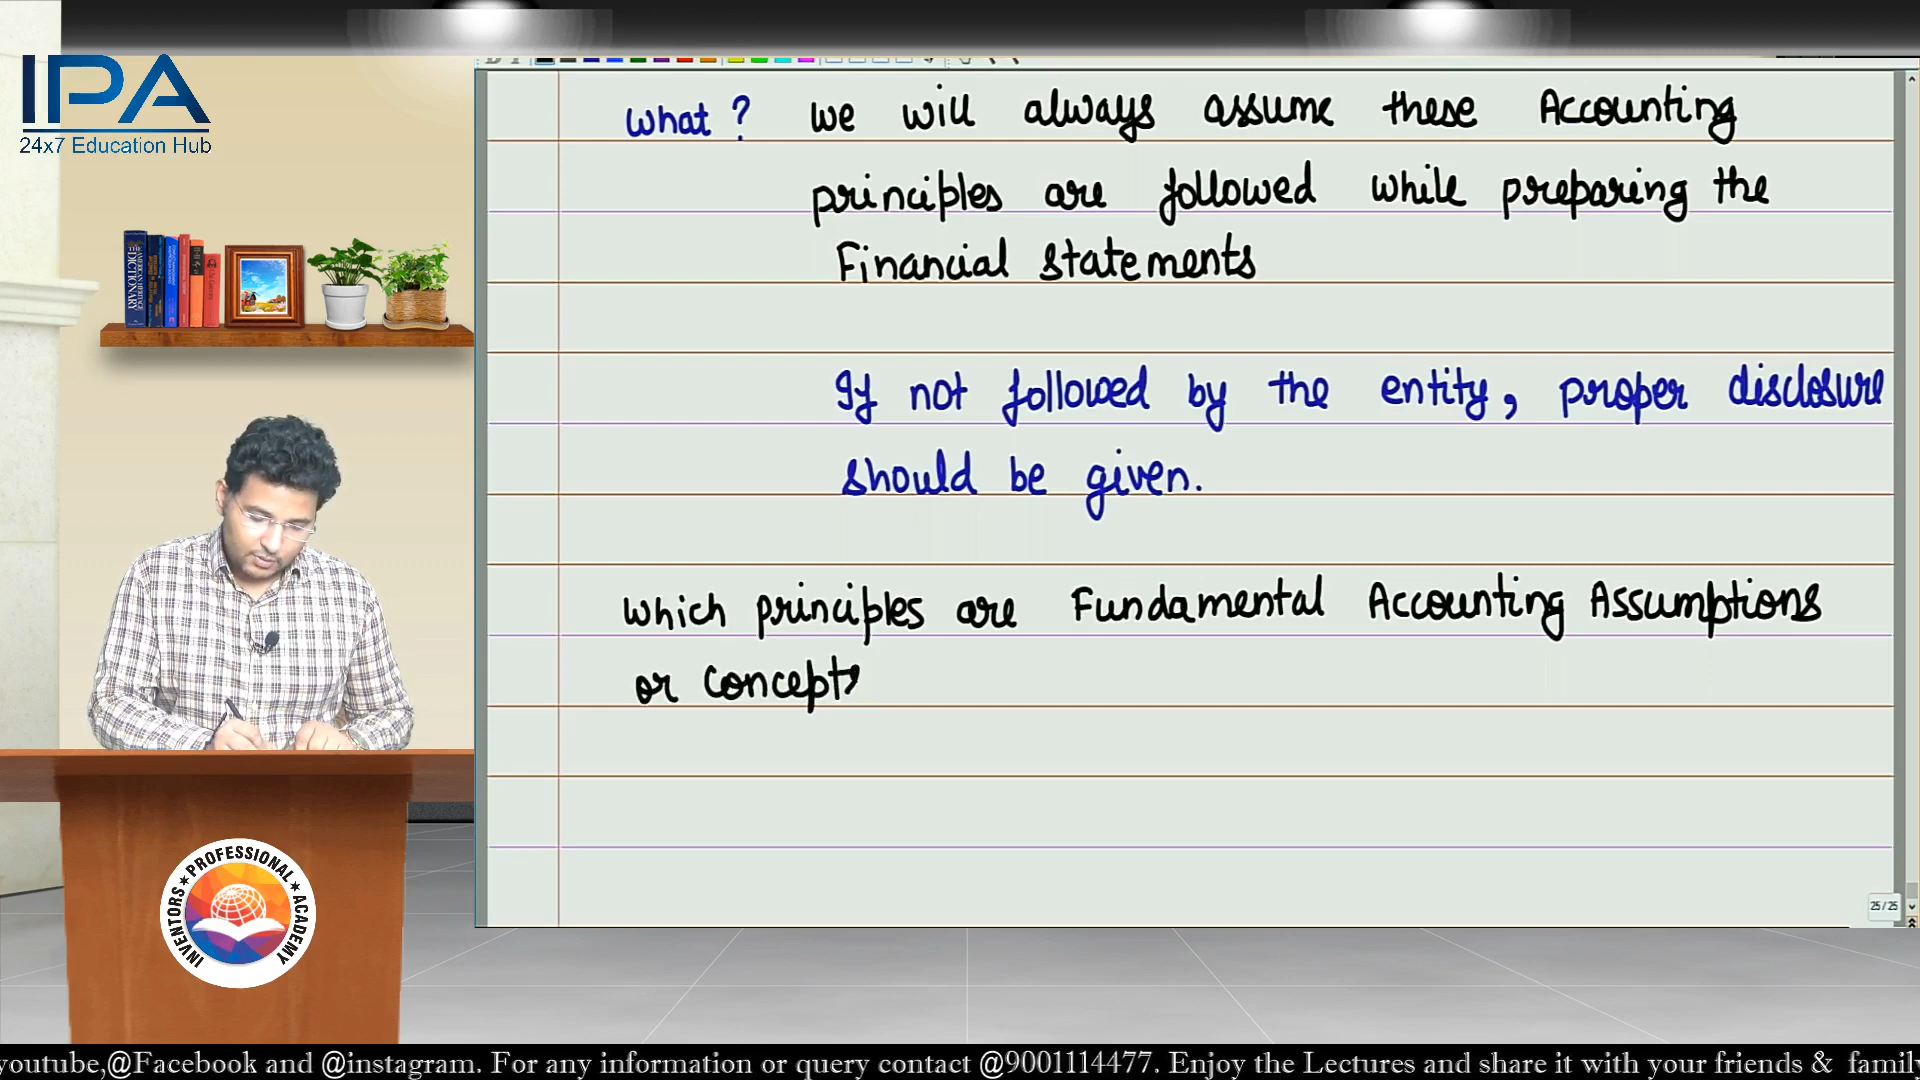 IPA
24x7 Education Hub
What? We will always assume these Accounting
principles are followed while preparing the
Financial statements
If not followed by the entity, proper disclosure
should be given.
Which principles are Fundamental Accounting Assumptions
or concept
25/25
THE DICTIONARY
INVENTORS ★ PROFESSIONAL ★ ACADEMY
youtube,@Facebook and @instagram. For any information or query contact @9001114477. Enjoy the Lectures and share it with your friends & family